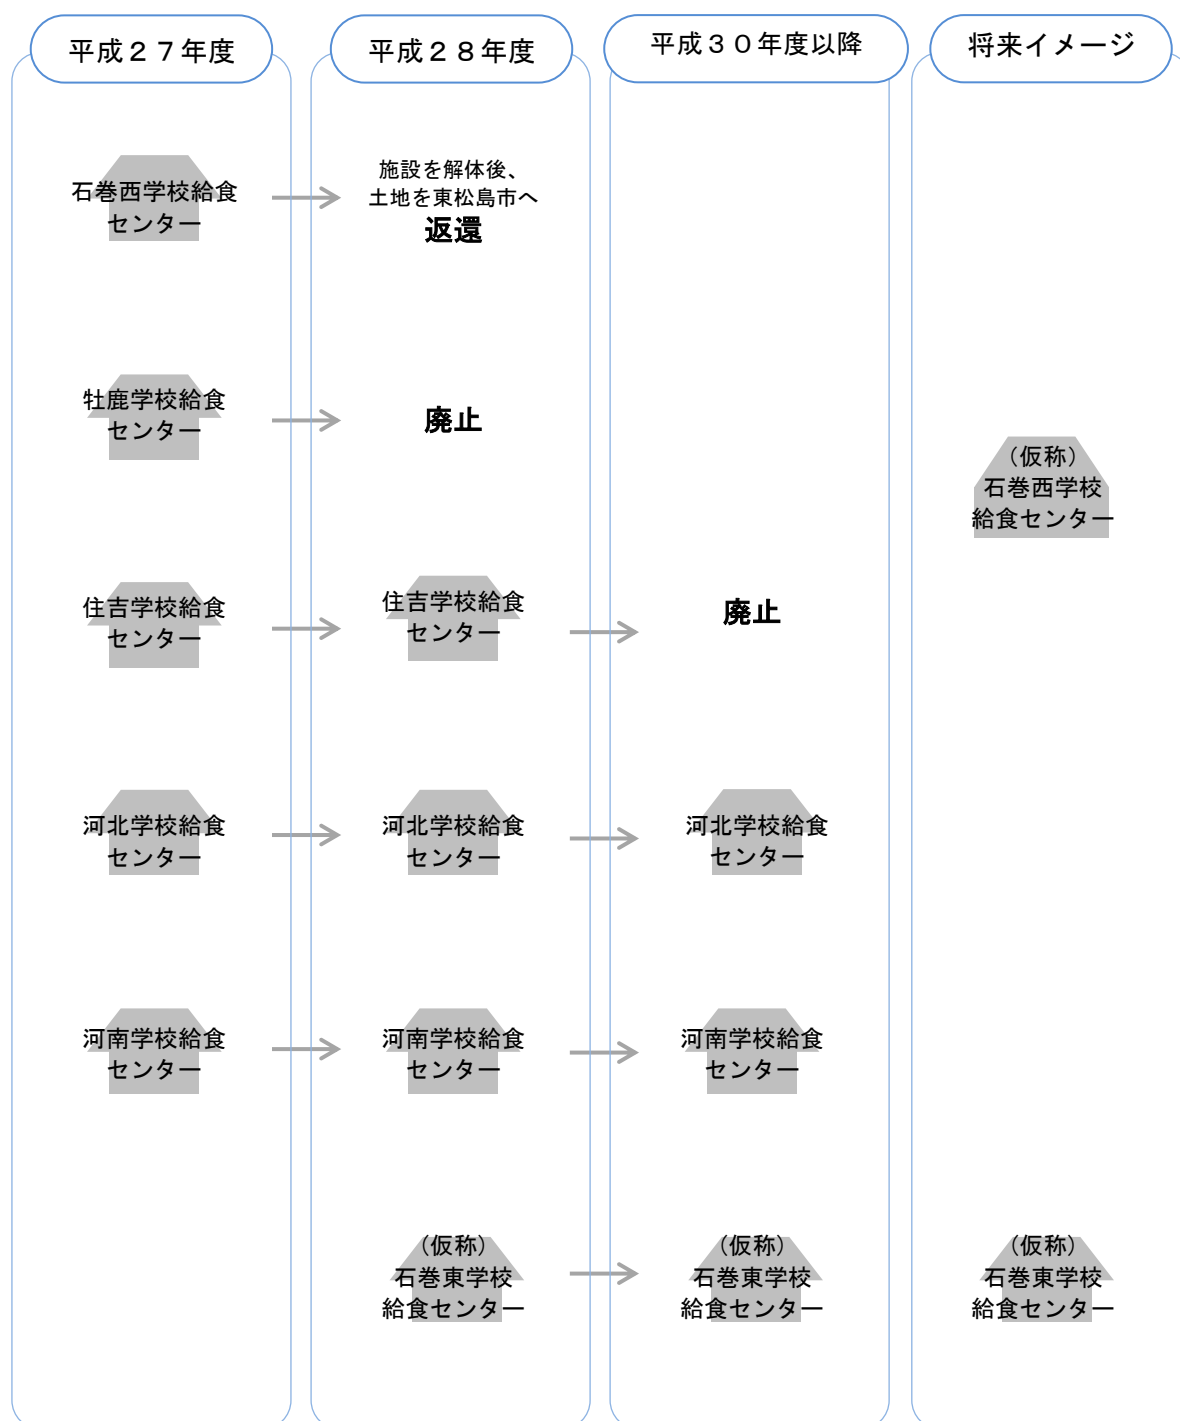 平成２７年度
平成２８年度
平成３０年度以降
将来イメージ
石巻西学校給食
センター
施設を解体後、
土地を東松島市へ
返還
牡鹿学校給食
センター
廃止
（仮称）
石巻西学校
給食センター
住吉学校給食
センター
住吉学校給食
センター
廃止
河北学校給食
センター
河北学校給食
センター
河北学校給食
センター
河南学校給食
センター
河南学校給食
センター
河南学校給食
センター
（仮称）
石巻東学校
給食センター
（仮称）
石巻東学校
給食センター
（仮称）
石巻東学校
給食センター